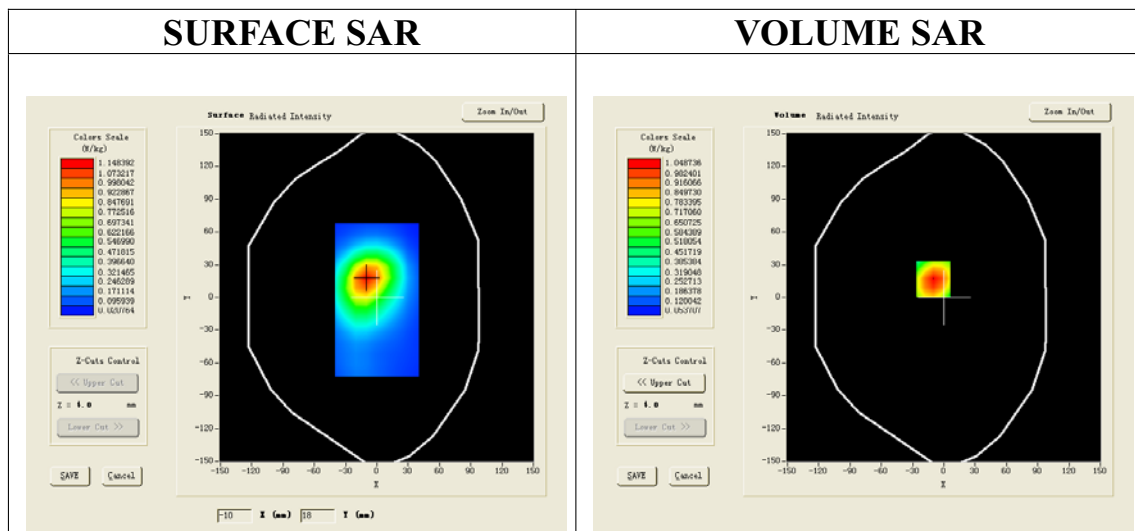 SURFACE SAR
VOLUME SAR
Surface Radiated Intensity
Zoom In/Out
Colors Scale
(W/kg)
1.148392
1.073217
0.998042
0.922867
0.847691
0.772516
0.697341
0.622166
0.546990
0.471815
0.396640
0.321465
0.246289
0.171114
0.095939
0.020764
150
120
90
60
30
0
-30
-60
-90
-120
-150
Y
-150 -120 -90 -60 -30 0 30 60 90 120 150
X
Z-Cuts Control
<< Upper Cut
Z = 4.0 mm
Lower Cut >>
SAVE Cancel
-10 X (mm) 18 Y (mm)
Volume Radiated Intensity
Zoom In/Out
Colors Scale
(W/kg)
1.048736
0.982401
0.916066
0.849730
0.783395
0.717060
0.650725
0.584389
0.518054
0.451719
0.385384
0.319048
0.252713
0.186378
0.120042
0.053707
150
120
90
60
30
0
-30
-60
-90
-120
-150
Y
-150 -120 -90 -60 -30 0 30 60 90 120 150
X
Z-Cuts Control
<< Upper Cut
Z = 4.0 mm
Lower Cut >>
SAVE Cancel